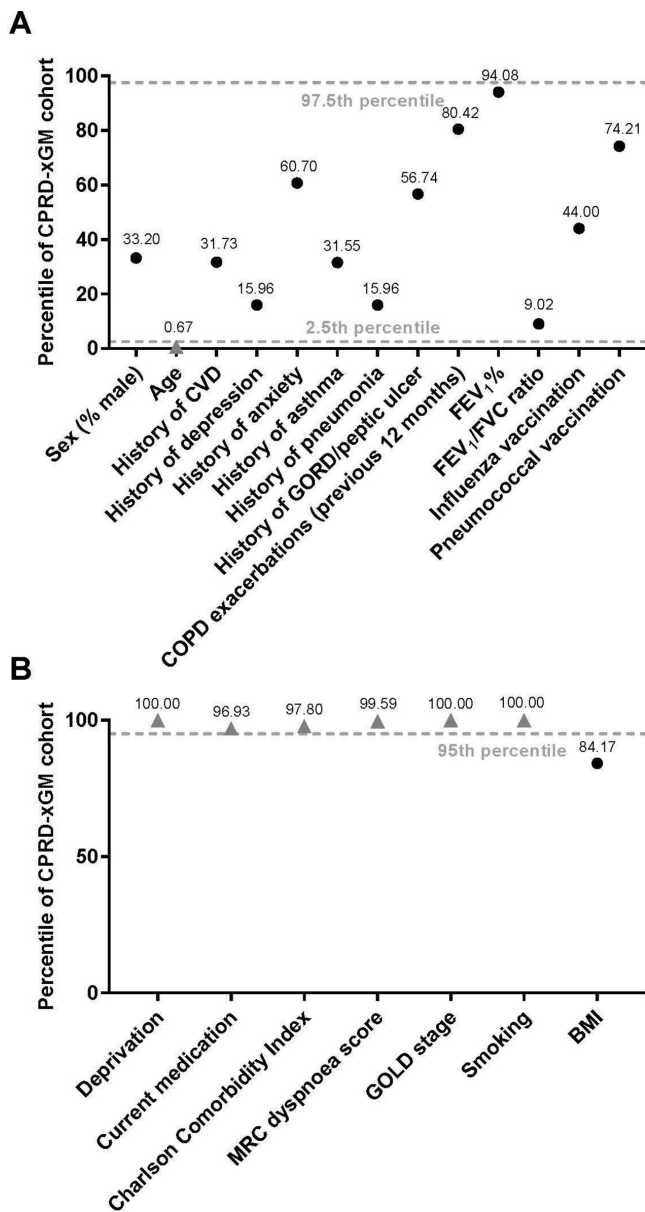 A
Percentile of CPRD-xGM cohort
100
80
60
40
20
0
97.5th percentile
2.5th percentile
33.20
0.67
31.73
15.96
60.70
31.55
15.96
56.74
80.42
94.08
9.02
44.00
74.21
Sex (% male)
Age
History of CVD
History of depression
History of anxiety
History of asthma
History of pneumonia
History of GORD/peptic ulcer
COPD exacerbations (previous 12 months)
FEV₁%
FEV₁/FVC ratio
Influenza vaccination
Pneumococcal vaccination
B
Percentile of CPRD-xGM cohort
100
50
0
100.00
96.93
97.80
99.59
100.00
100.00
84.17
95th percentile
Deprivation
Current medication
Charlson Comorbidity Index
MRC dyspnoea score
GOLD stage
Smoking
BMI